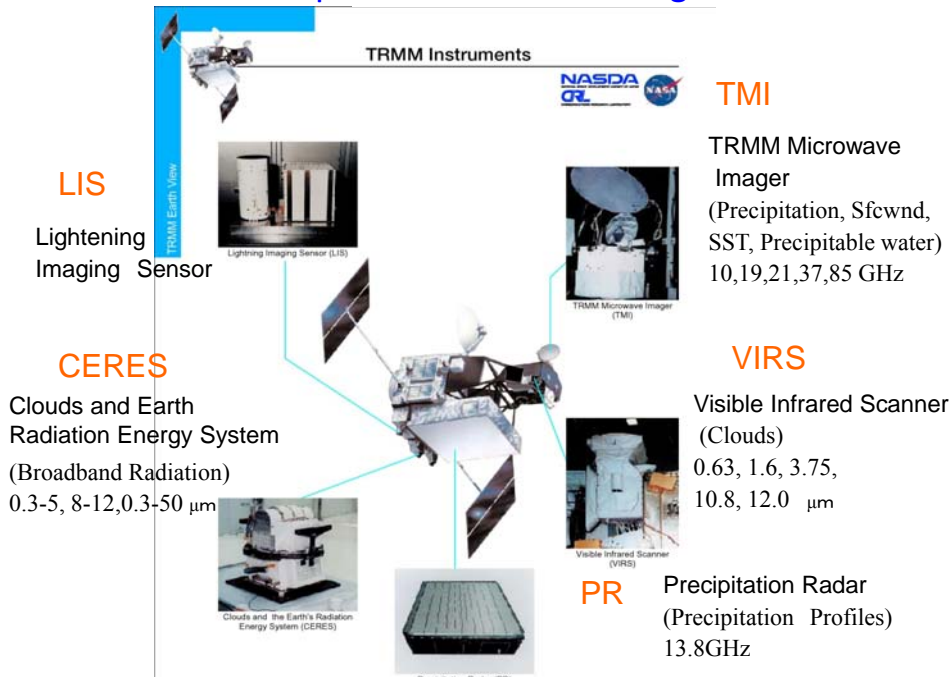 TRMM Instruments
NASDA
CRL
NASA
TRMM Earth View
LIS
Lightening
Imaging Sensor
Lightning Imaging Sensor (LIS)
TMI
TRMM Microwave
Imager
(Precipitation, Sfcwnd,
SST, Precipitable water)
10,19,21,37,85 GHz
TRMM Microwave Imager
(TMI)
CERES
Clouds and Earth
Radiation Energy System
(Broadband Radiation)
0.3-5, 8-12,0.3-50 μm
Clouds and the Earth's Radiation
Energy System (CERES)
VIRS
Visible Infrared Scanner
(Clouds)
0.63, 1.6, 3.75,
10.8, 12.0 μm
Visible Infrared Scanner
(VIRS)
PR
Precipitation Radar
(Precipitation Profiles)
13.8GHz